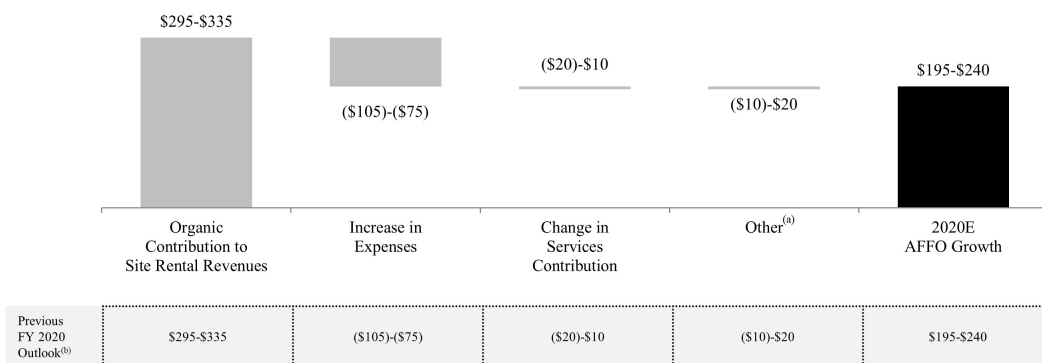 $295-$335
($105)-($75)
($20)-$10
($10)-$20
$195-$240
Organic
Contribution to
Site Rental Revenues
Increase in
Expenses
Change in
Services
Contribution
Other(a)
2020E
AFFO Growth
Previous
FY 2020
Outlook(b)
$295-$335
($105)-($75)
($20)-$10
($10)-$20
$195-$240